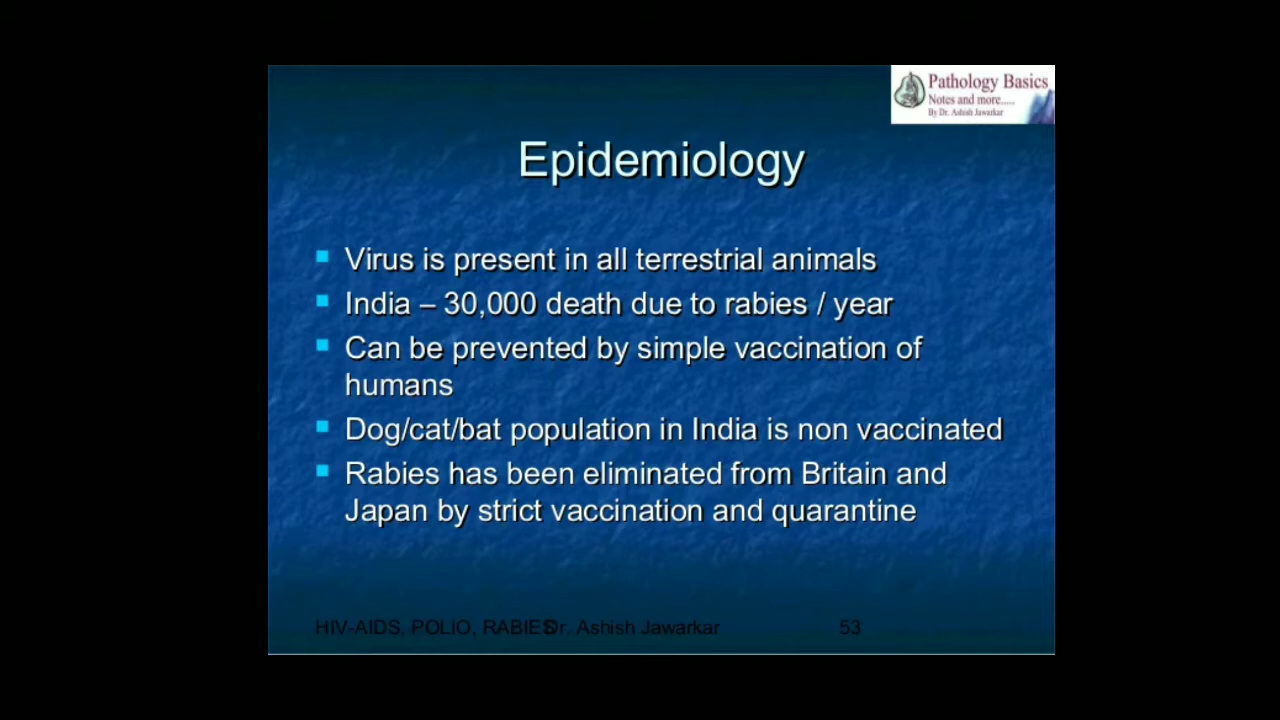 Pathology Basics
Notes and more.....
By Dr. Ashish Jawarkar
Epidemiology
Virus is present in all terrestrial animals
India – 30,000 death due to rabies / year
Can be prevented by simple vaccination of
humans
Dog/cat/bat population in India is non vaccinated
Rabies has been eliminated from Britain and
Japan by strict vaccination and quarantine
HIV-AIDS, POLIO, RABIES Dr. Ashish Jawarkar 53